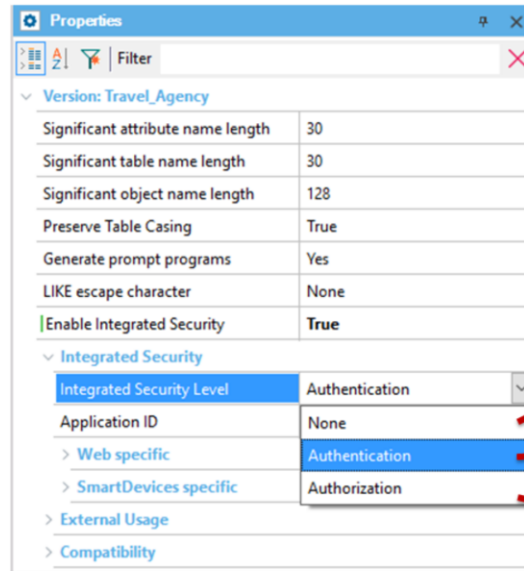 Properties
Filter
Version: Travel_Agency
Significant attribute name length 30
Significant table name length 30
Significant object name length 128
Preserve Table Casing True
Generate prompt programs Yes
LIKE escape character None
Enable Integrated Security True
Integrated Security
Integrated Security Level Authentication
Application ID
None
Web specific
Authentication
SmartDevices specific
Authorization
External Usage
Compatibility